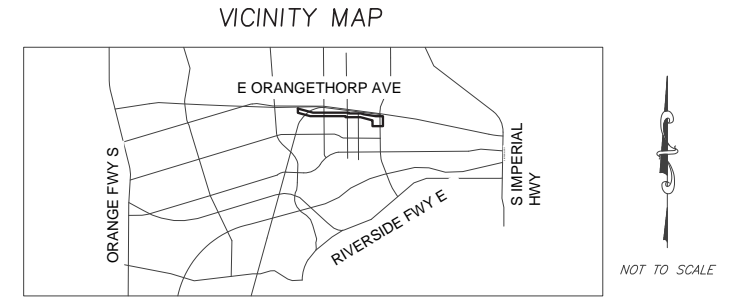 VICINITY MAP
E ORANGETHORP AVE
ORANGE FWY S
S IMPERIAL
HWY
RIVERSIDE FWY E
NOT TO SCALE